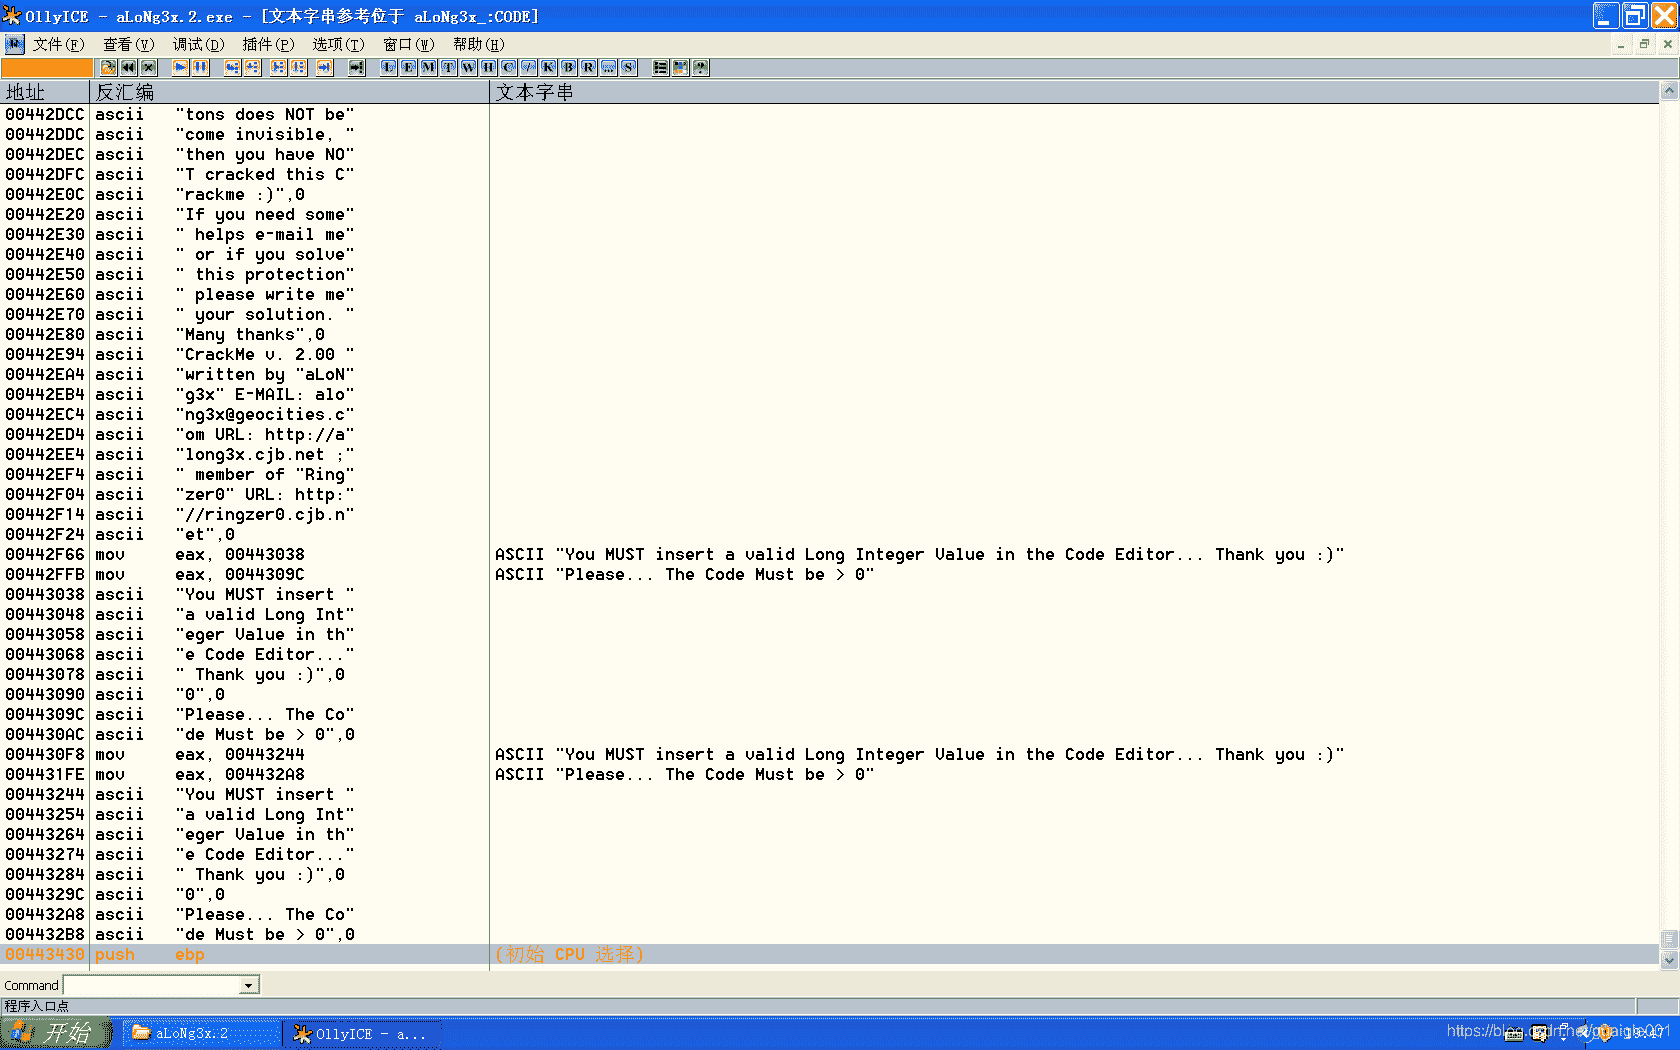 OllyICE - aLoNg3x.2.exe - [文本字串参考位于 aLoNg3x_:CODE]
文件(F) 查看(V) 调试(D) 插件(P) 选项(T) 窗口(W) 帮助(H)
L E M T W H C / K B R ... S ?
地址 反汇编 文本字串
00442DCC ascii "tons does NOT be"
00442DDC ascii "come invisible, "
00442DEC ascii "then you have NO"
00442DFC ascii "T cracked this C"
00442E0C ascii "rackme :)",0
00442E20 ascii "If you need some"
00442E30 ascii " helps e-mail me"
00442E40 ascii " or if you solve"
00442E50 ascii " this protection"
00442E60 ascii " please write me"
00442E70 ascii " your solution. "
00442E80 ascii "Many thanks",0
00442E94 ascii "CrackMe v. 2.00 "
00442EA4 ascii "written by "aLoN"
00442EB4 ascii "g3x" E-MAIL: alo"
00442EC4 ascii "ng3x@geocities.c"
00442ED4 ascii "om URL: http://a"
00442EE4 ascii "long3x.cjb.net ;"
00442EF4 ascii " member of "Ring"
00442F04 ascii "zer0" URL: http:"
00442F14 ascii "//ringzer0.cjb.n"
00442F24 ascii "et",0
00442F66 mov eax, 00443038 ASCII "You MUST insert a valid Long Integer Value in the Code Editor... Thank you :)"
00442FFB mov eax, 0044309C ASCII "Please... The Code Must be > 0"
00443038 ascii "You MUST insert "
00443048 ascii "a valid Long Int"
00443058 ascii "eger Value in th"
00443068 ascii "e Code Editor..."
00443078 ascii " Thank you :)",0
00443090 ascii "0",0
0044309C ascii "Please... The Co"
004430AC ascii "de Must be > 0",0
004430F8 mov eax, 00443244 ASCII "You MUST insert a valid Long Integer Value in the Code Editor... Thank you :)"
004431FE mov eax, 004432A8 ASCII "Please... The Code Must be > 0"
00443244 ascii "You MUST insert "
00443254 ascii "a valid Long Int"
00443264 ascii "eger Value in th"
00443274 ascii "e Code Editor..."
00443284 ascii " Thank you :)",0
0044329C ascii "0",0
004432A8 ascii "Please... The Co"
004432B8 ascii "de Must be > 0",0
00443430 push ebp (初始 CPU 选择)
Command
程序入口点
开始 aLoNg3x.2 OllyICE - a...